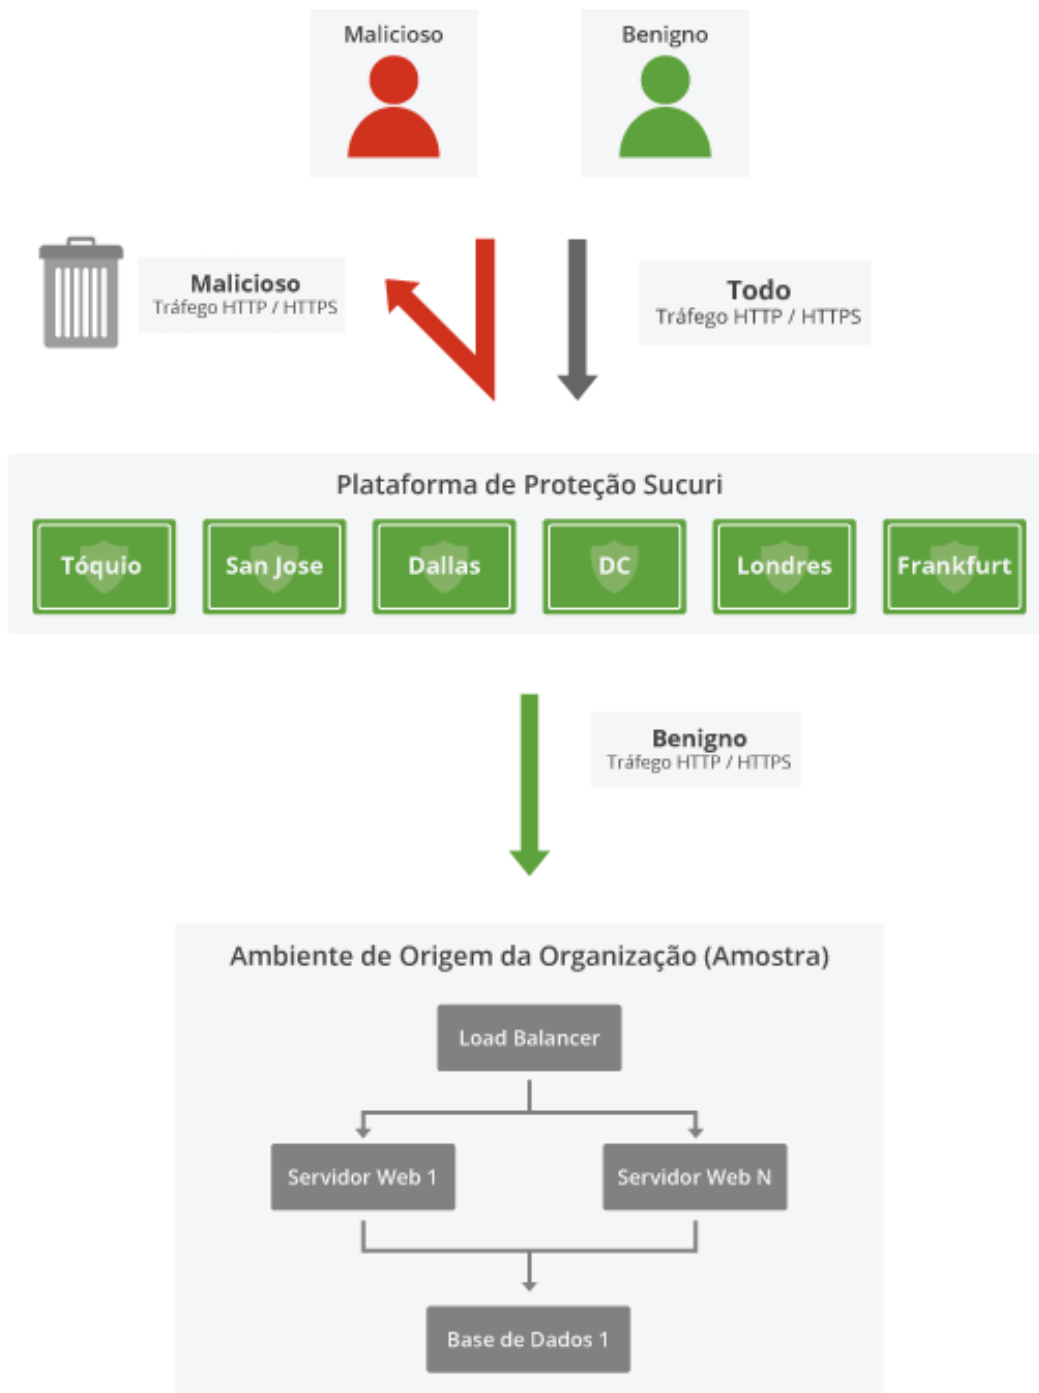 Malicioso
Benigno
Malicioso
Tráfego HTTP / HTTPS
Todo
Tráfego HTTP / HTTPS
Plataforma de Proteção Sucuri
Tóquio
San Jose
Dallas
DC
Londres
Frankfurt
Benigno
Tráfego HTTP / HTTPS
Ambiente de Origem da Organização (Amostra)
Load Balancer
Servidor Web 1
Servidor Web N
Base de Dados 1